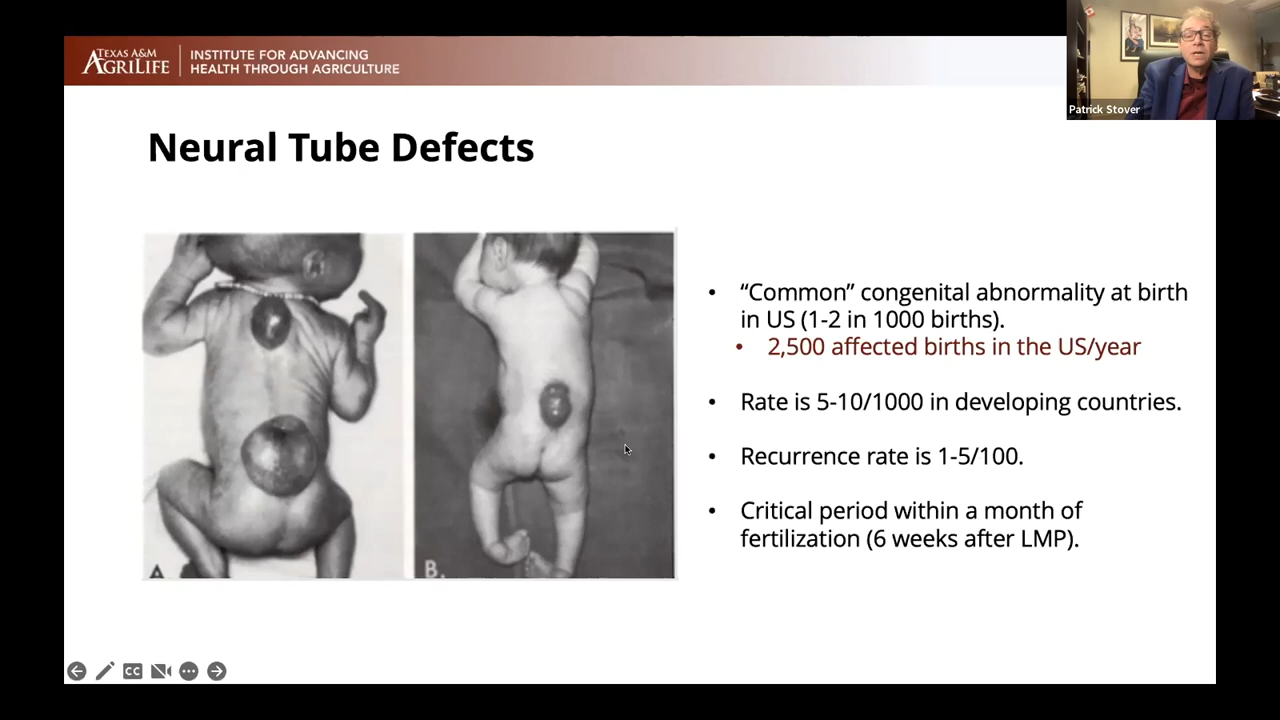 TEXAS A&M
AGRILIFE
INSTITUTE FOR ADVANCING
HEALTH THROUGH AGRICULTURE
Patrick Stover
Neural Tube Defects
• “Common” congenital abnormality at birth
in US (1-2 in 1000 births).
• 2,500 affected births in the US/year
• Rate is 5-10/1000 in developing countries.
• Recurrence rate is 1-5/100.
• Critical period within a month of
fertilization (6 weeks after LMP).
A
B.
CC